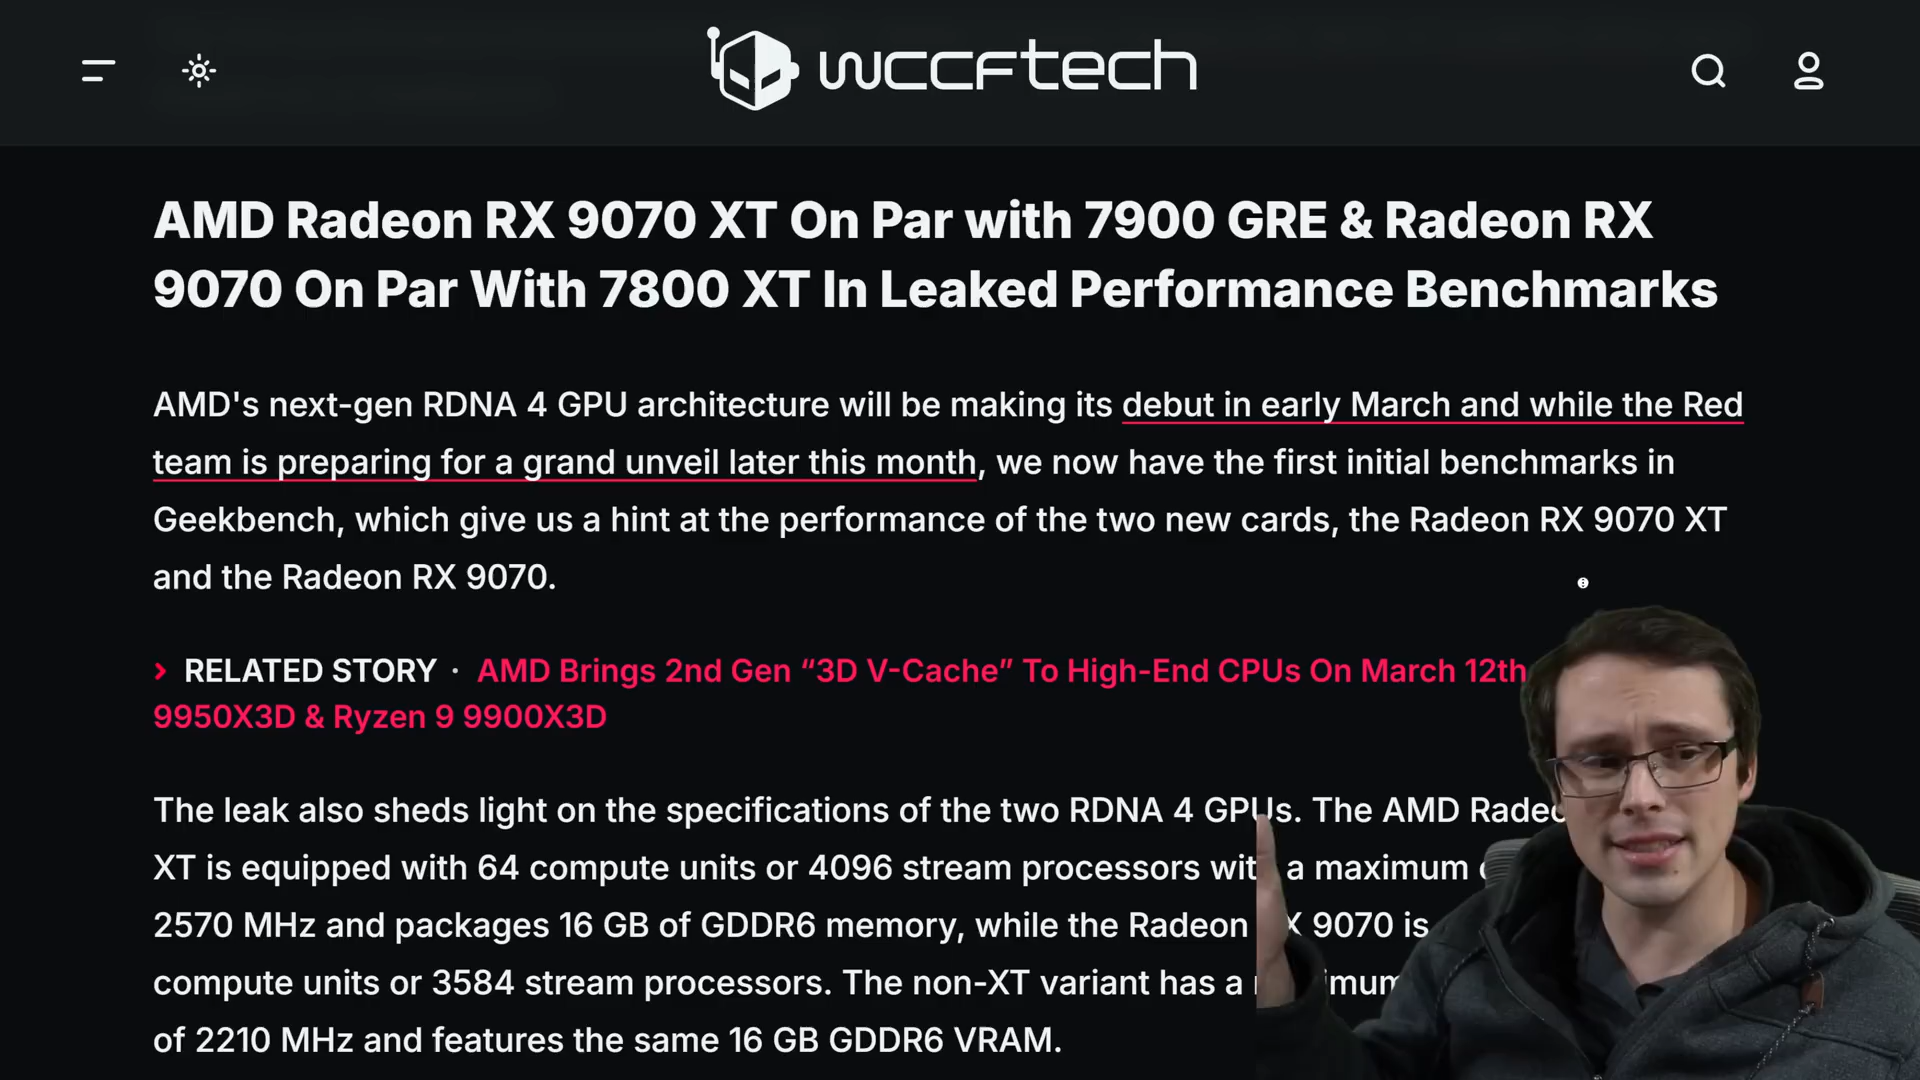 wccftech
AMD Radeon RX 9070 XT On Par with 7900 GRE & Radeon RX
9070 On Par With 7800 XT In Leaked Performance Benchmarks
AMD's next-gen RDNA 4 GPU architecture will be making its debut in early March and while the Red
team is preparing for a grand unveil later this month, we now have the first initial benchmarks in
Geekbench, which give us a hint at the performance of the two new cards, the Radeon RX 9070 XT
and the Radeon RX 9070.
RELATED STORY · AMD Brings 2nd Gen “3D V-Cache” To High-End CPUs On March 12th
9950X3D & Ryzen 9 9900X3D
The leak also sheds light on the specifications of the two RDNA 4 GPUs. The AMD
XT is equipped with 64 compute units or 4096 stream processors with a maximum
2570 MHz and packages 16 GB of GDDR6 memory, while the Radeon 9070 is
compute units or 3584 stream processors. The non-XT variant has a
of 2210 MHz and features the same 16 GB GDDR6 VRAM.